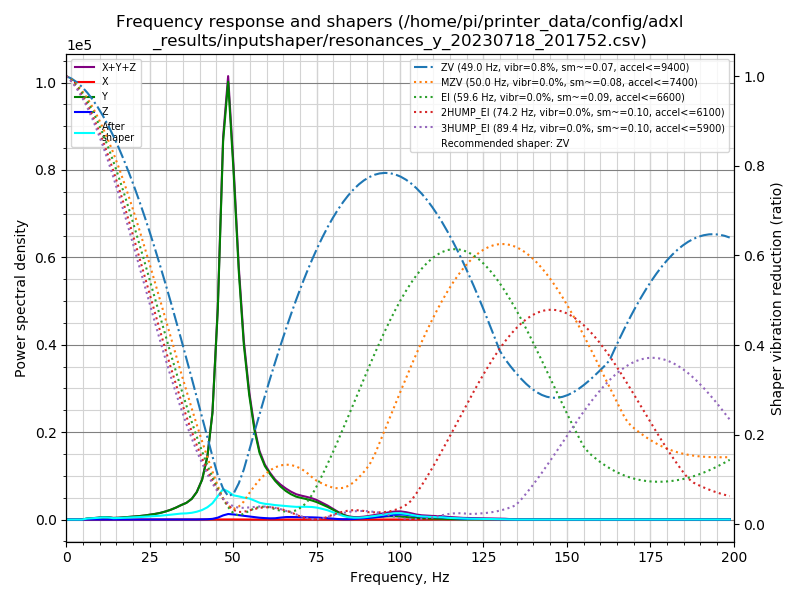 Frequency response and shapers (/home/pi/printer_data/config/adxl
_results/inputshaper/resonances_y_20230718_201752.csv)
1e5
X+Y+Z
X
Y
Z
After
shaper
ZV (49.0 Hz, vibr=0.8%, sm~=0.07, accel<=9400)
MZV (50.0 Hz, vibr=0.0%, sm~=0.08, accel<=7400)
EI (59.6 Hz, vibr=0.0%, sm~=0.09, accel<=6600)
2HUMP_EI (74.2 Hz, vibr=0.0%, sm~=0.10, accel<=6100)
3HUMP_EI (89.4 Hz, vibr=0.0%, sm~=0.10, accel<=5900)
Recommended shaper: ZV
Power spectral density
1.0
0.8
0.6
0.4
0.2
0.0
Shaper vibration reduction (ratio)
1.0
0.8
0.6
0.4
0.2
0.0
0 25 50 75 100 125 150 175 200
Frequency, Hz